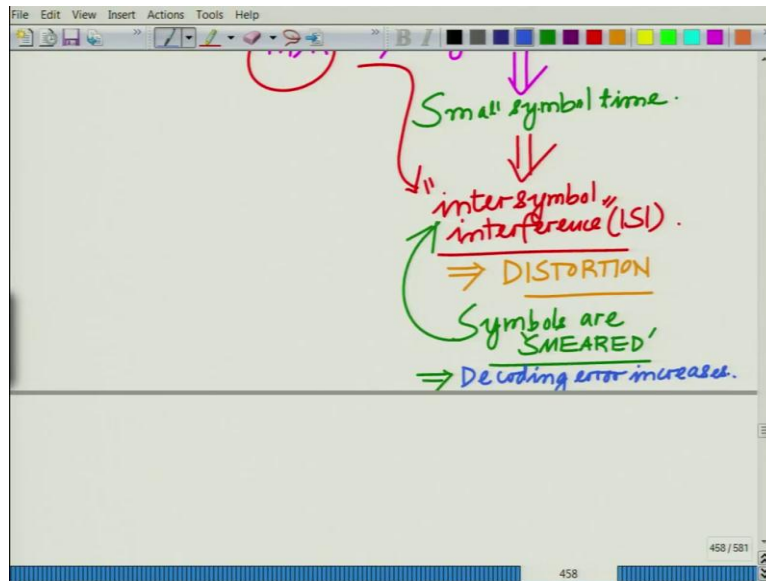 File Edit View Insert Actions Tools Help
B I
Small symbol time.
"intersymbol"
interference (ISI).
⇒ DISTORTION
Symbols are
'SMEARED'
⇒ Decoding error increases.
458 / 581
458